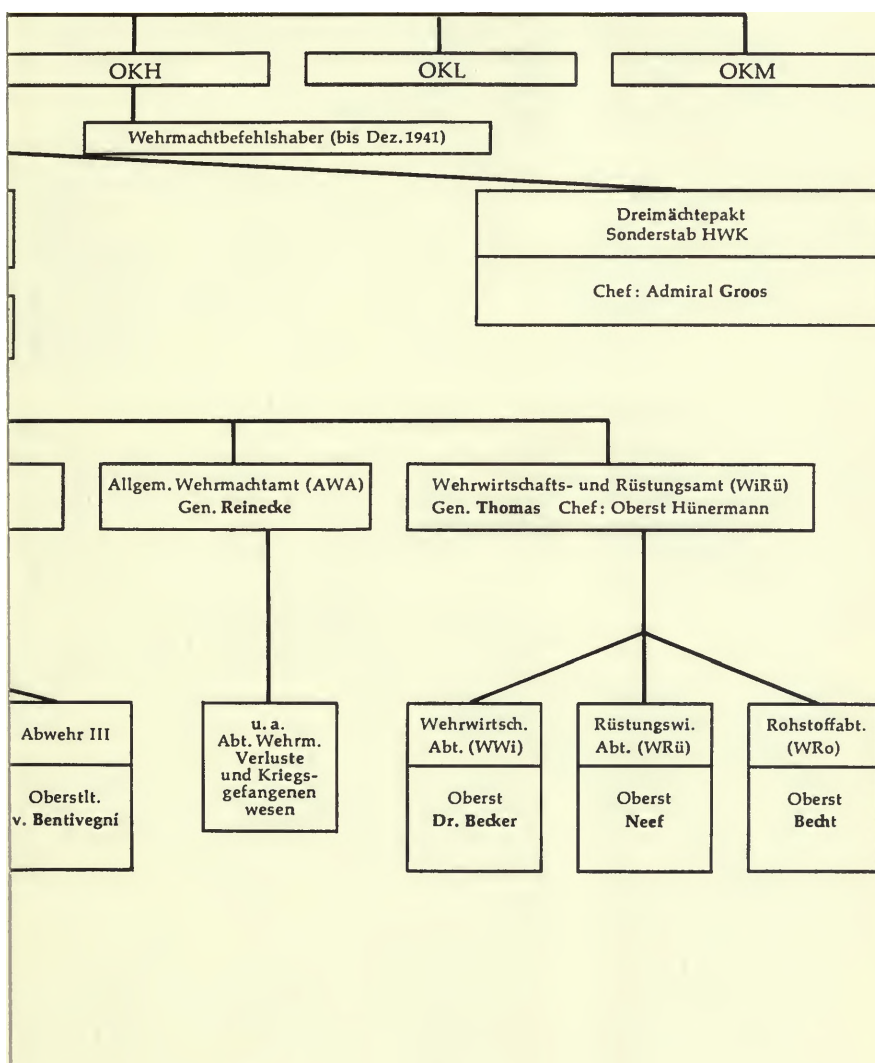 OKH
OKL
OKM
Wehrmachtbefehlshaber (bis Dez. 1941)
Dreimächtepakt
Sonderstab HWK
Chef: Admiral Groos
Allgem. Wehrmachtamt (AWA)
Gen. Reinecke
Wehrwirtschafts- und Rüstungsamt (WiRü)
Gen. Thomas Chef: Oberst Hünermann
Abwehr III
Oberstlt.
v. Bentivegni
u. a.
Abt. Wehrm.
Verluste
und Kriegs-
gefangenen
wesen
Wehrwirtsch.
Abt. (WWi)
Oberst
Dr. Becker
Rüstungswi.
Abt. (WRü)
Oberst
Neef
Rohstoffabt.
(WRo)
Oberst
Becht